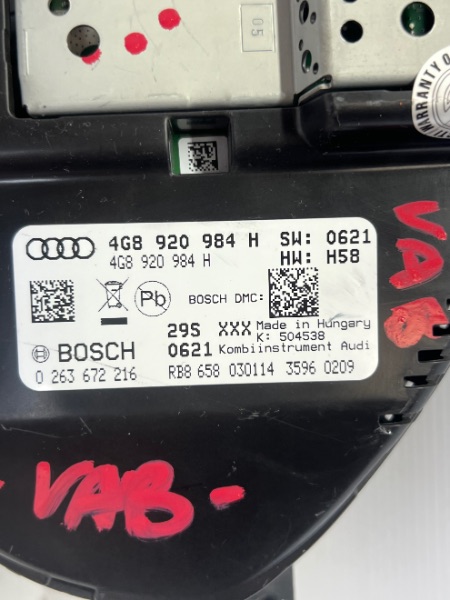 05
WARRANTY
4G8 920 984 H SW: 0621
4G8 920 984 H HW: H58
Pb
BOSCH DMC:
29S XXX Made in Hungary
K: 504538
BOSCH 0621 Kombiinstrument Audi
0 263 672 216 RB8 658 030114 3596 0209
VAB
-VAB-